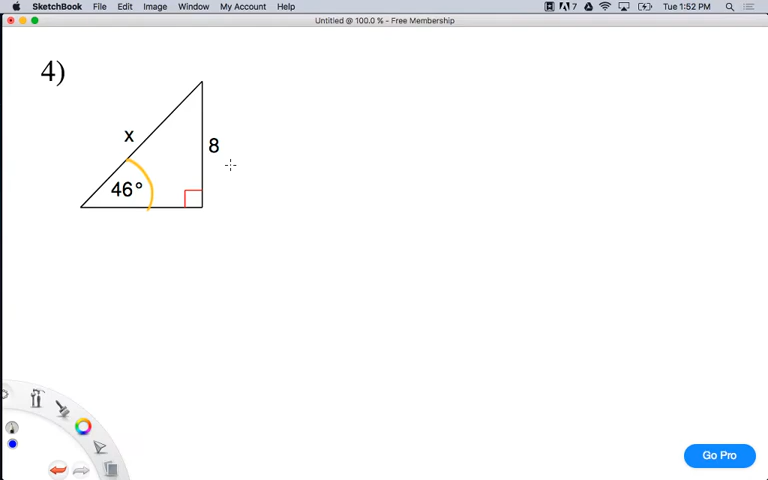 SketchBook File Edit Image Window My Account Help 7 Tue 1:52 PM
Untitled @ 100.0 % - Free Membership
4)
x
8
46°
Go Pro